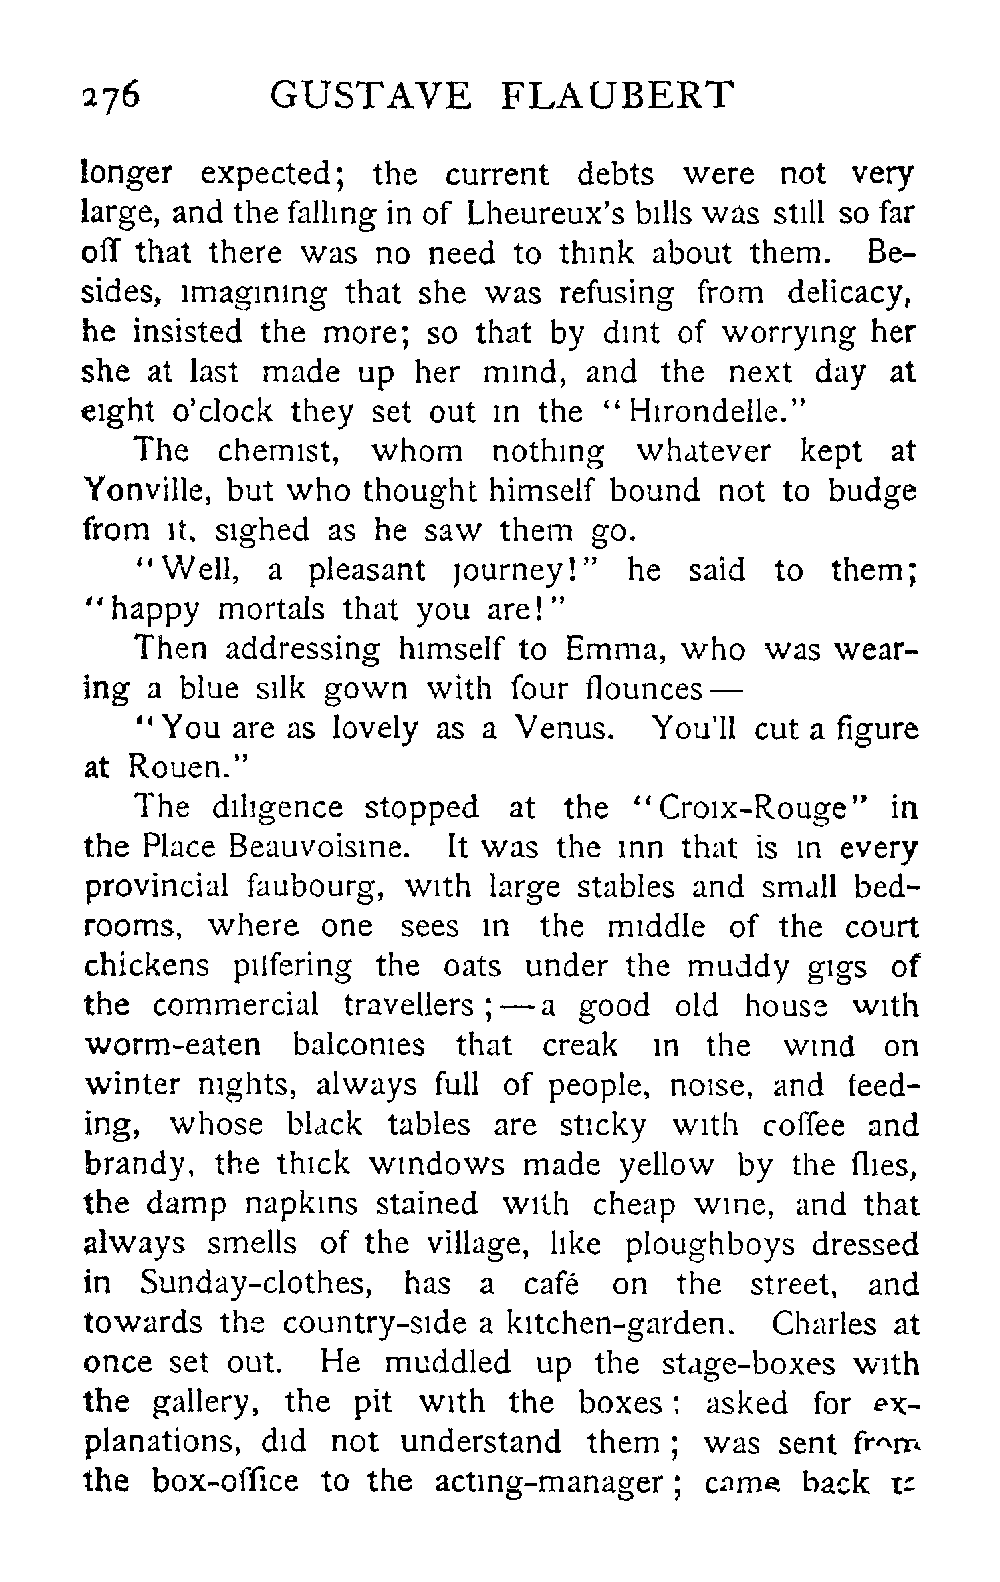 276 GUSTAVE FLAUBERT
longer expected; the current debts were not very
large, and the falling in of Lheureux's bills was still so far
off that there was no need to think about them. Be-
sides, imagining that she was refusing from delicacy,
he insisted the more; so that by dint of worrying her
she at last made up her mind, and the next day at
eight o'clock they set out in the "Hirondelle."
The chemist, whom nothing whatever kept at
Yonville, but who thought himself bound not to budge
from it, sighed as he saw them go.
"Well, a pleasant journey!" he said to them;
"happy mortals that you are!"
Then addressing himself to Emma, who was wear-
ing a blue silk gown with four flounces—
"You are as lovely as a Venus. You'll cut a figure
at Rouen."
The diligence stopped at the "Croix-Rouge" in
the Place Beauvoisine. It was the inn that is in every
provincial faubourg, with large stables and small bed-
rooms, where one sees in the middle of the court
chickens pilfering the oats under the muddy gigs of
the commercial travellers;—a good old house with
worm-eaten balconies that creak in the wind on
winter nights, always full of people, noise, and feed-
ing, whose black tables are sticky with coffee and
brandy, the thick windows made yellow by the flies,
the damp napkins stained with cheap wine, and that
always smells of the village, like ploughboys dressed
in Sunday-clothes, has a café on the street, and
towards the country-side a kitchen-garden. Charles at
once set out. He muddled up the stage-boxes with
the gallery, the pit with the boxes; asked for ex-
planations, did not understand them; was sent from
the box-office to the acting-manager; came back to